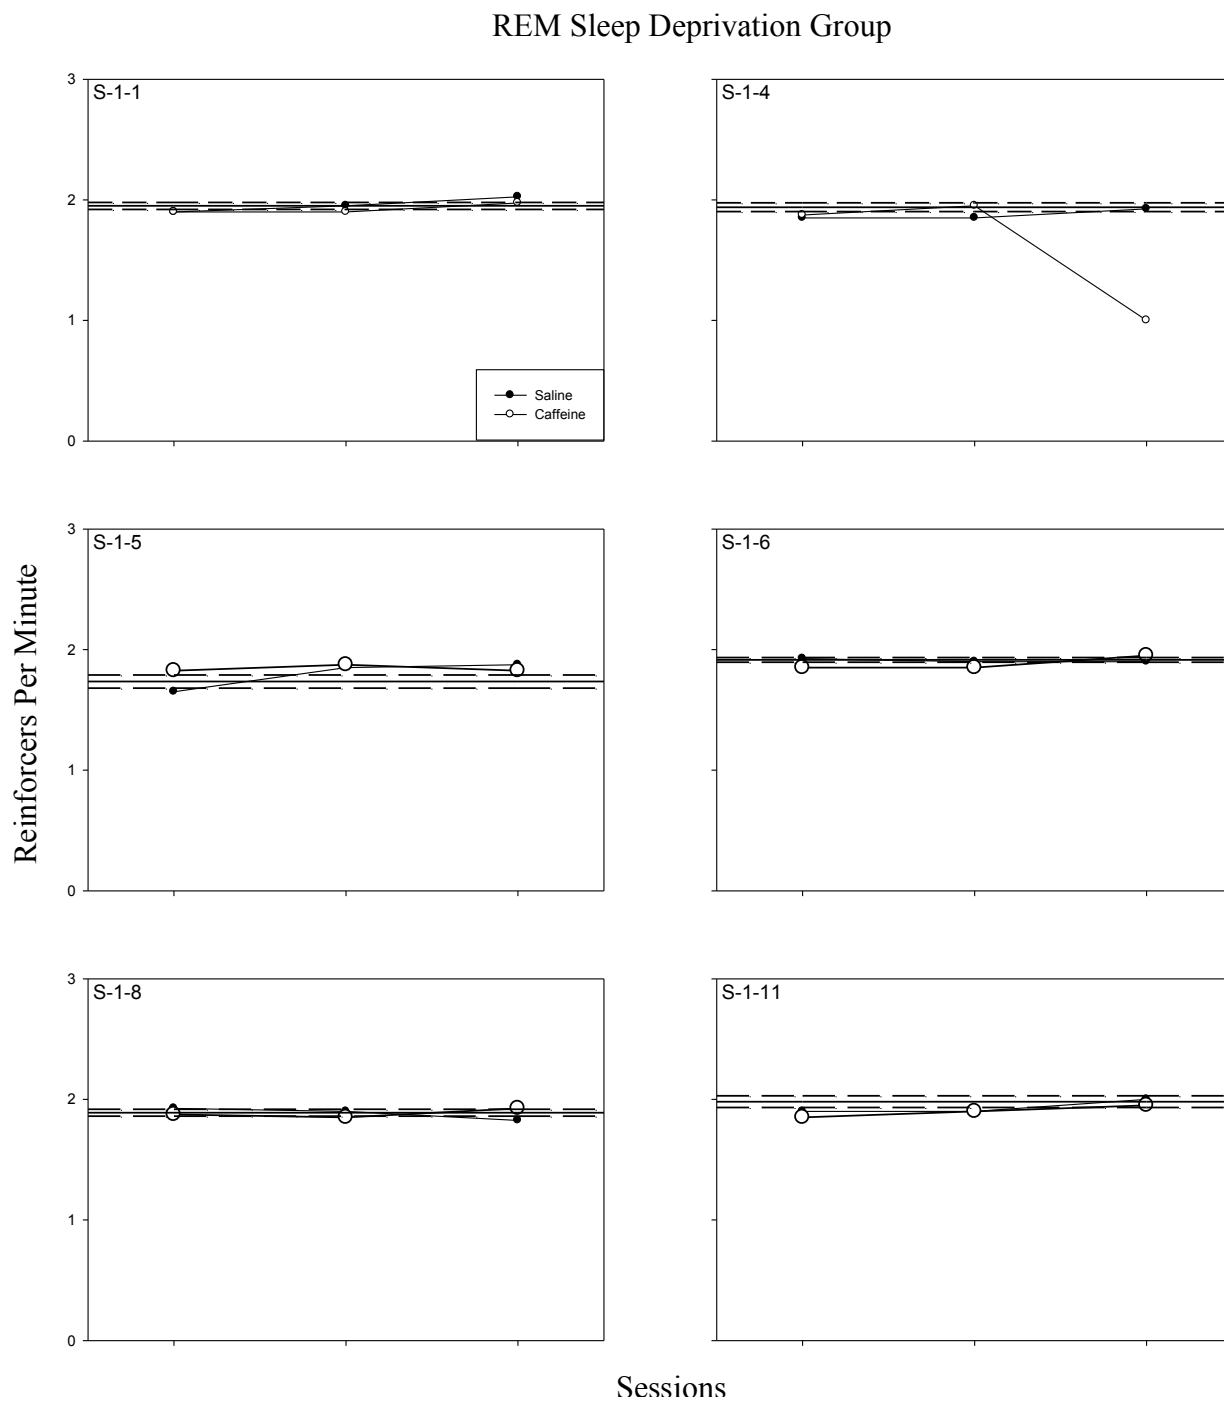 REM Sleep Deprivation Group
S-1-1
3
2
1
0
Saline
Caffeine
S-1-4
S-1-5
3
2
1
0
S-1-6
S-1-8
3
2
1
0
S-1-11
Reinforcers Per Minute
Sessions